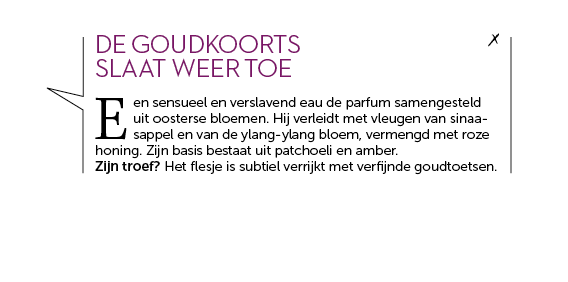 DE GOUDKOORTS
SLAAT WEER TOE
✗
Een sensueel en verslavend eau de parfum samengesteld
uit oosterse bloemen. Hij verleidt met vleugen van sinaa-
sappel en van de ylang-ylang bloem, vermengd met roze
honing. Zijn basis bestaat uit patchoeli en amber.
Zijn troef? Het flesje is subtiel verrijkt met verfijnde goudtoetsen.